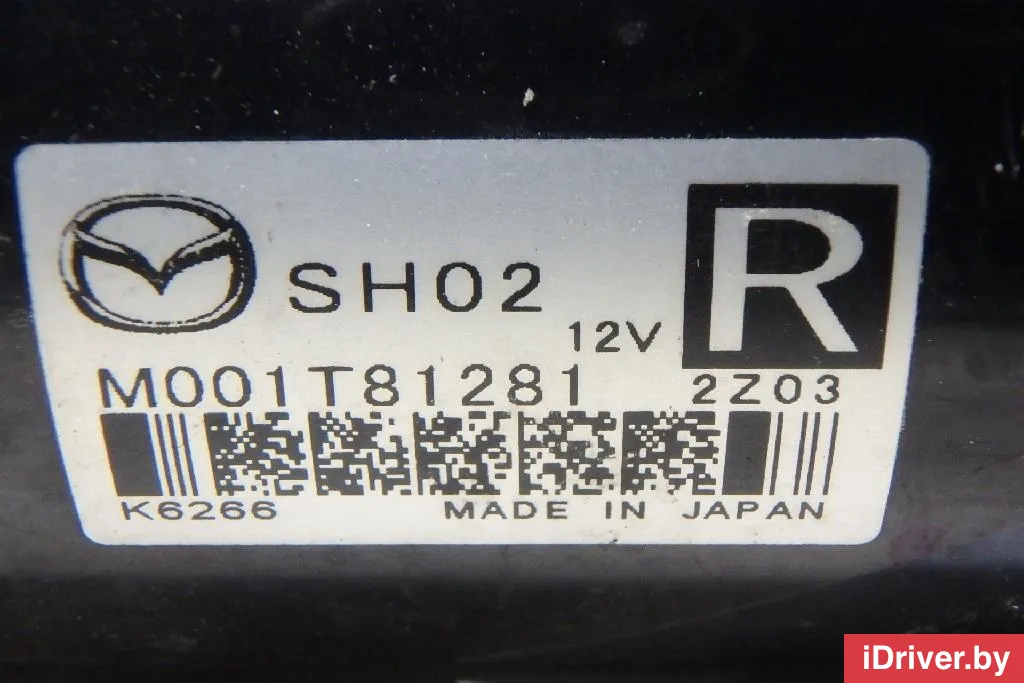 SH02
R
12V
M001T81281
2Z03
K6266 MADE IN JAPAN
iDriver.by